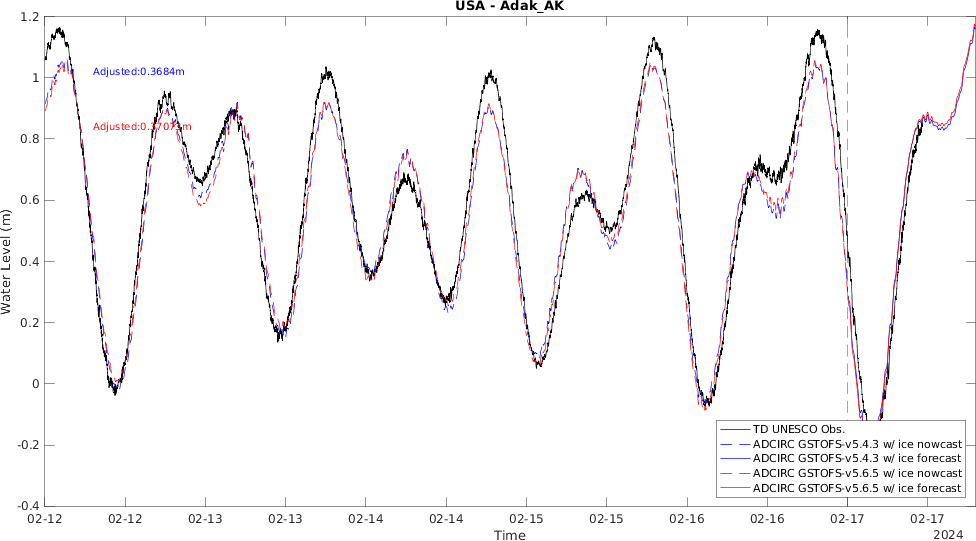 USA - Adak_AK
1.2
1
0.8
0.6
0.4
0.2
0
-0.2
-0.4
Water Level (m)
Adjusted:0.3684m
TD UNESCO Obs.
ADCIRC GSTOFS-v5.4.3 w/ ice nowcast
ADCIRC GSTOFS-v5.4.3 w/ ice forecast
ADCIRC GSTOFS-v5.6.5 w/ ice nowcast
ADCIRC GSTOFS-v5.6.5 w/ ice forecast
02-12 02-12 02-13 02-13 02-14 02-14 02-15 02-15 02-16 02-16 02-17 02-17
Time
2024